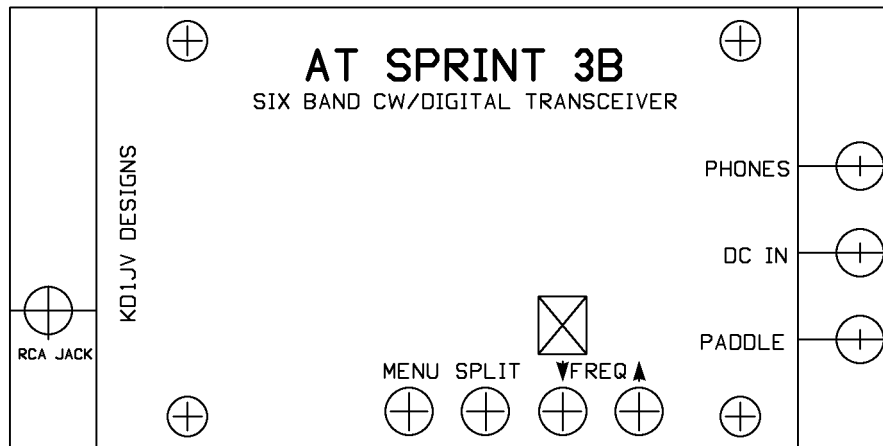 AT SPRINT 3B
SIX BAND CW/DIGITAL TRANSCEIVER
KD1JV DESIGNS
PHONES
DC IN
PADDLE
RCA JACK
MENU SPLIT FREQ